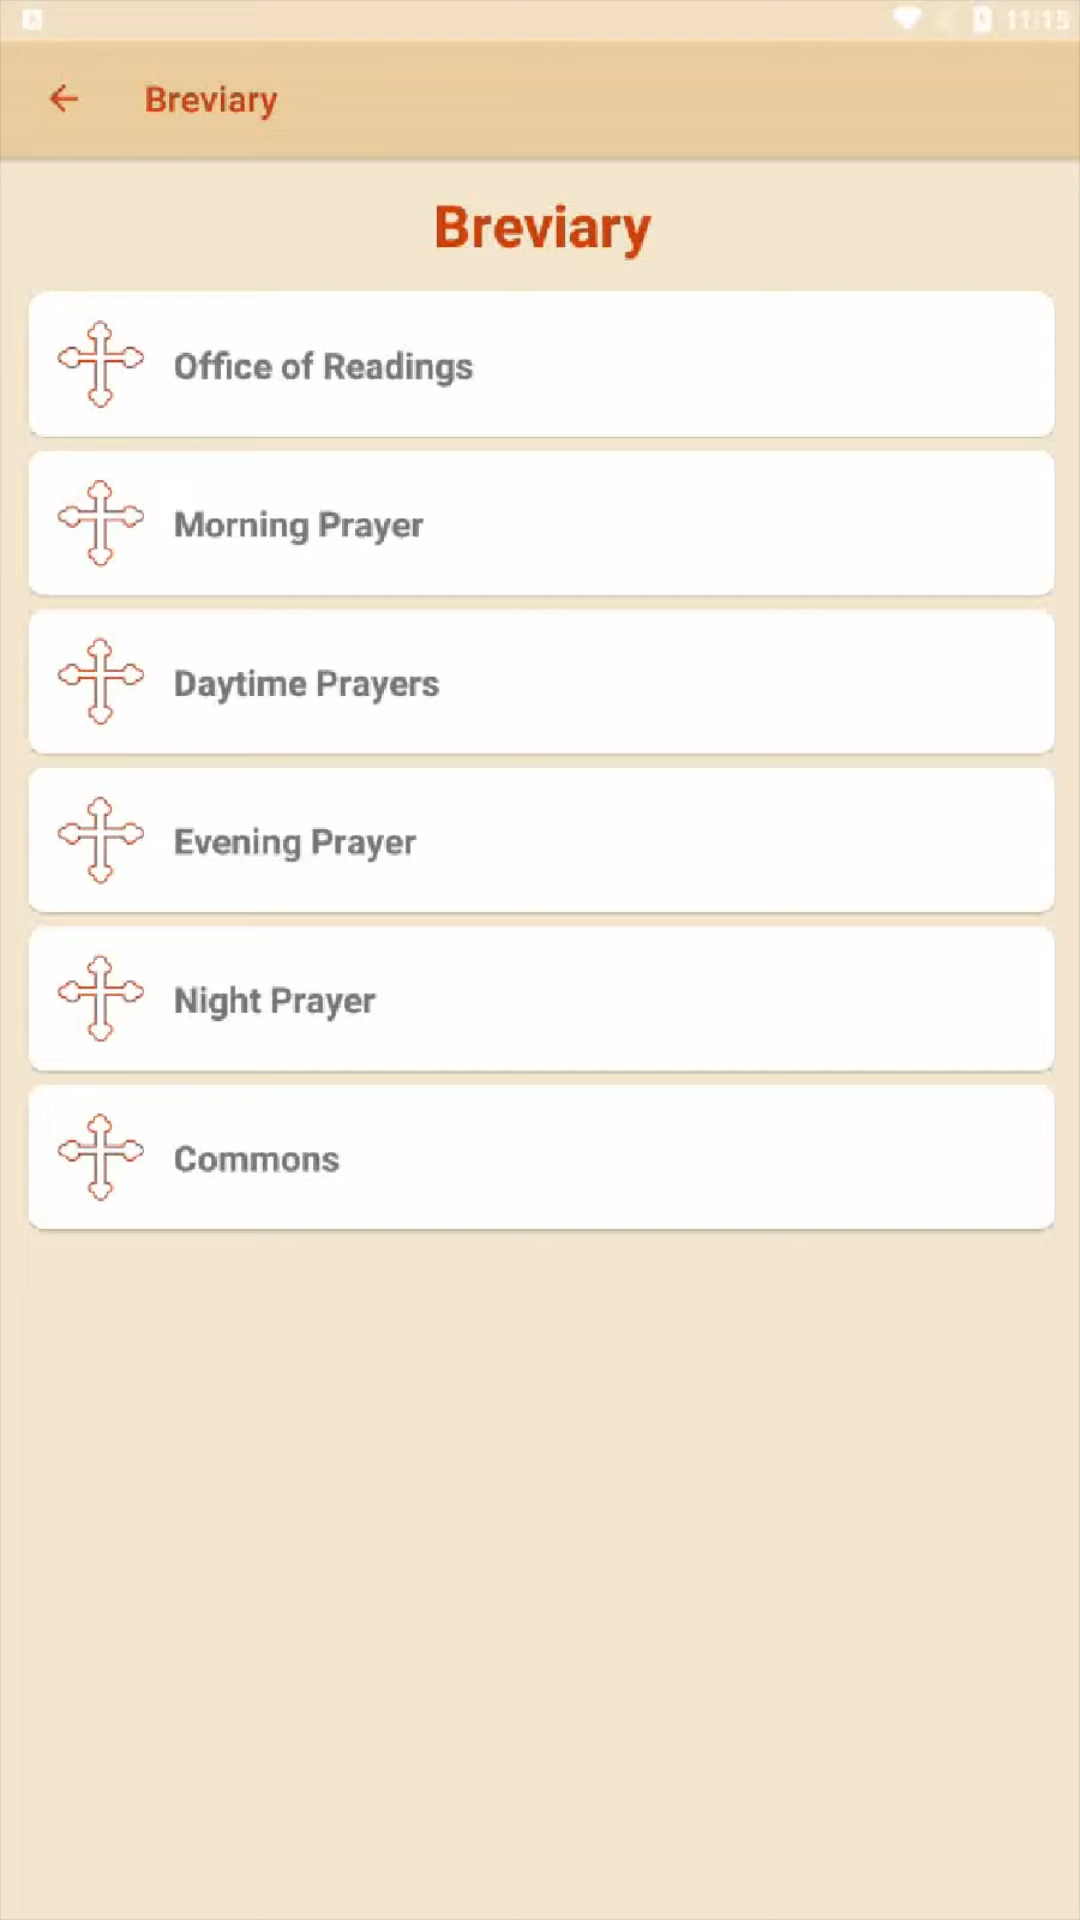 11:15
Breviary
Breviary
Office of Readings
Morning Prayer
Daytime Prayers
Evening Prayer
Night Prayer
Commons